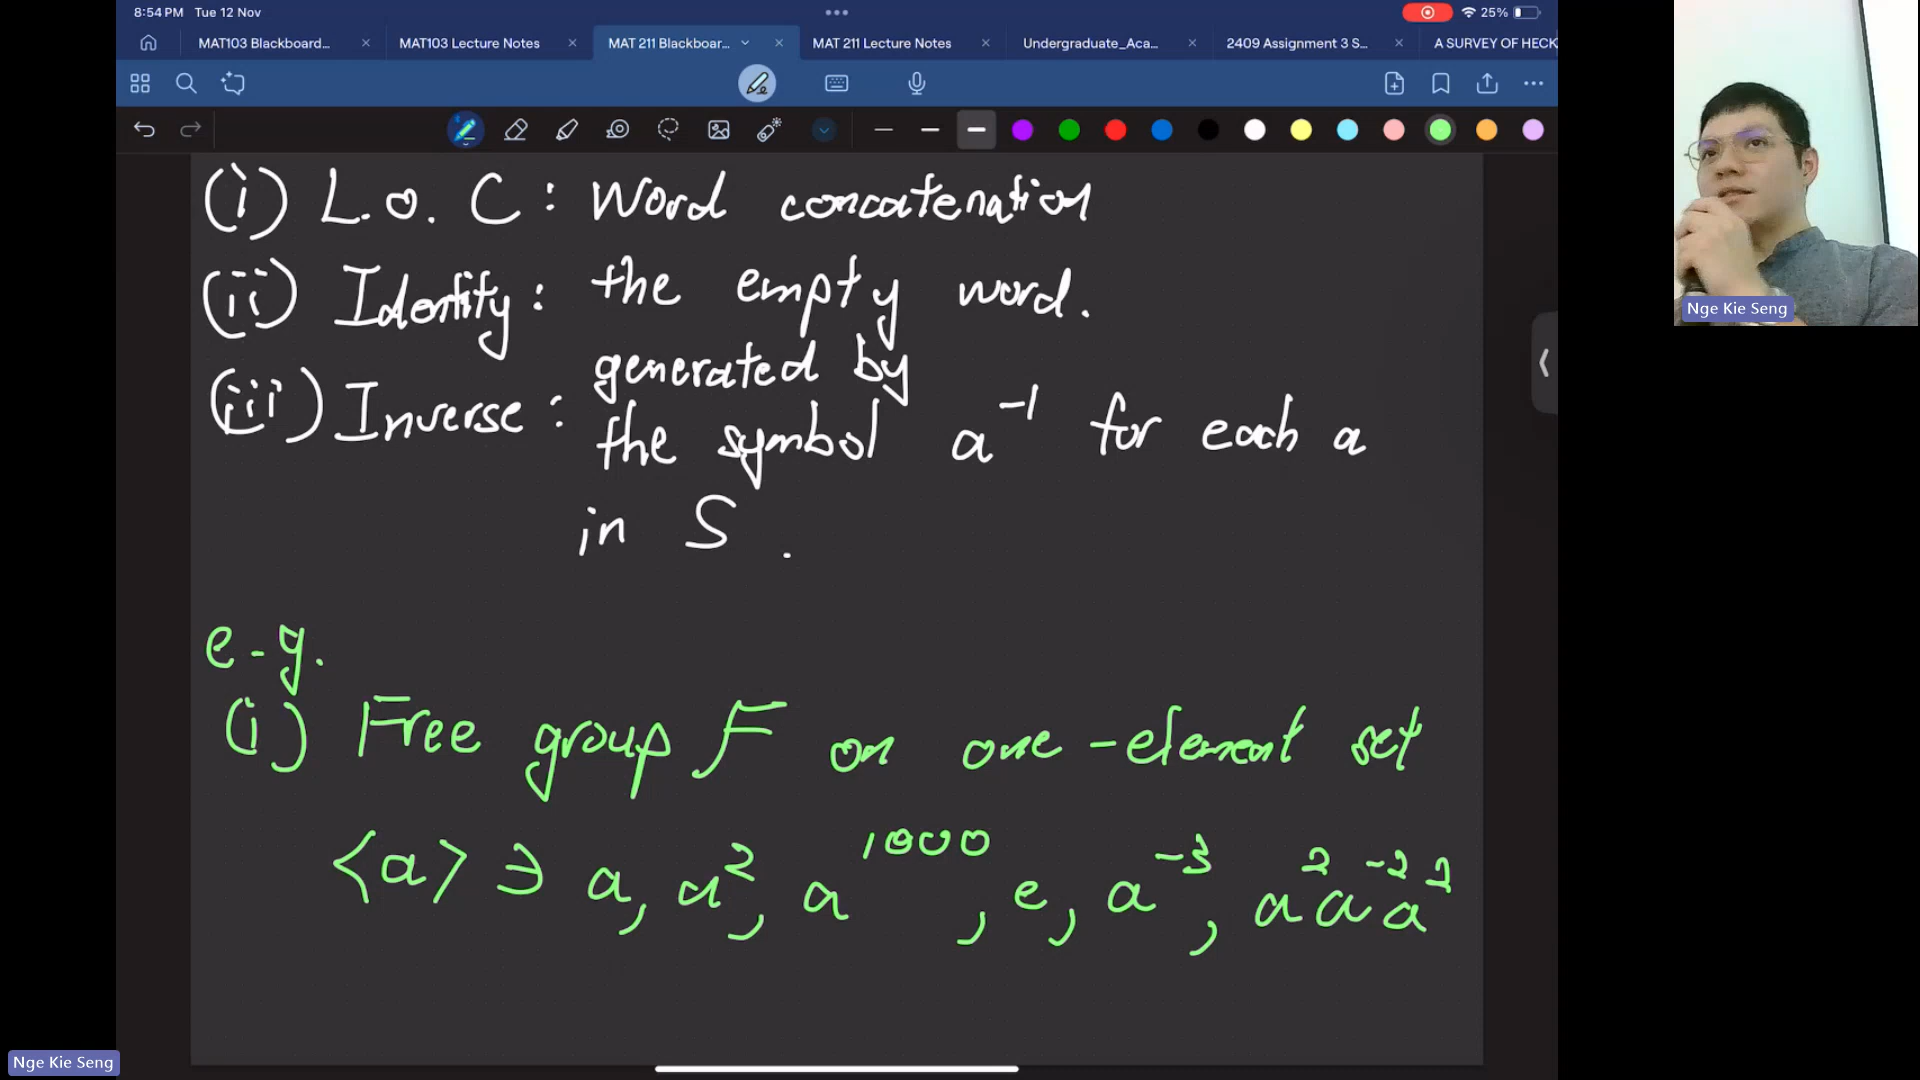 8:54 PM Tue 12 Nov
25%
MAT103 Blackboard...
MAT103 Lecture Notes
MAT 211 Blackboar...
MAT 211 Lecture Notes
Undergraduate_Aca...
2409 Assignment 3 S...
A SURVEY OF HECK
(i) L.o.C : Word concatenation
(ii) Identity : the empty word.
(iii) Inverse : generated by
the symbol a⁻¹ for each a
in S .
e.g.
(i) Free group F on one-element set
<a> ∋ a, a², a¹⁰⁰⁰, e, a⁻³, a²a⁻²a²
Nge Kie Seng
Nge Kie Seng